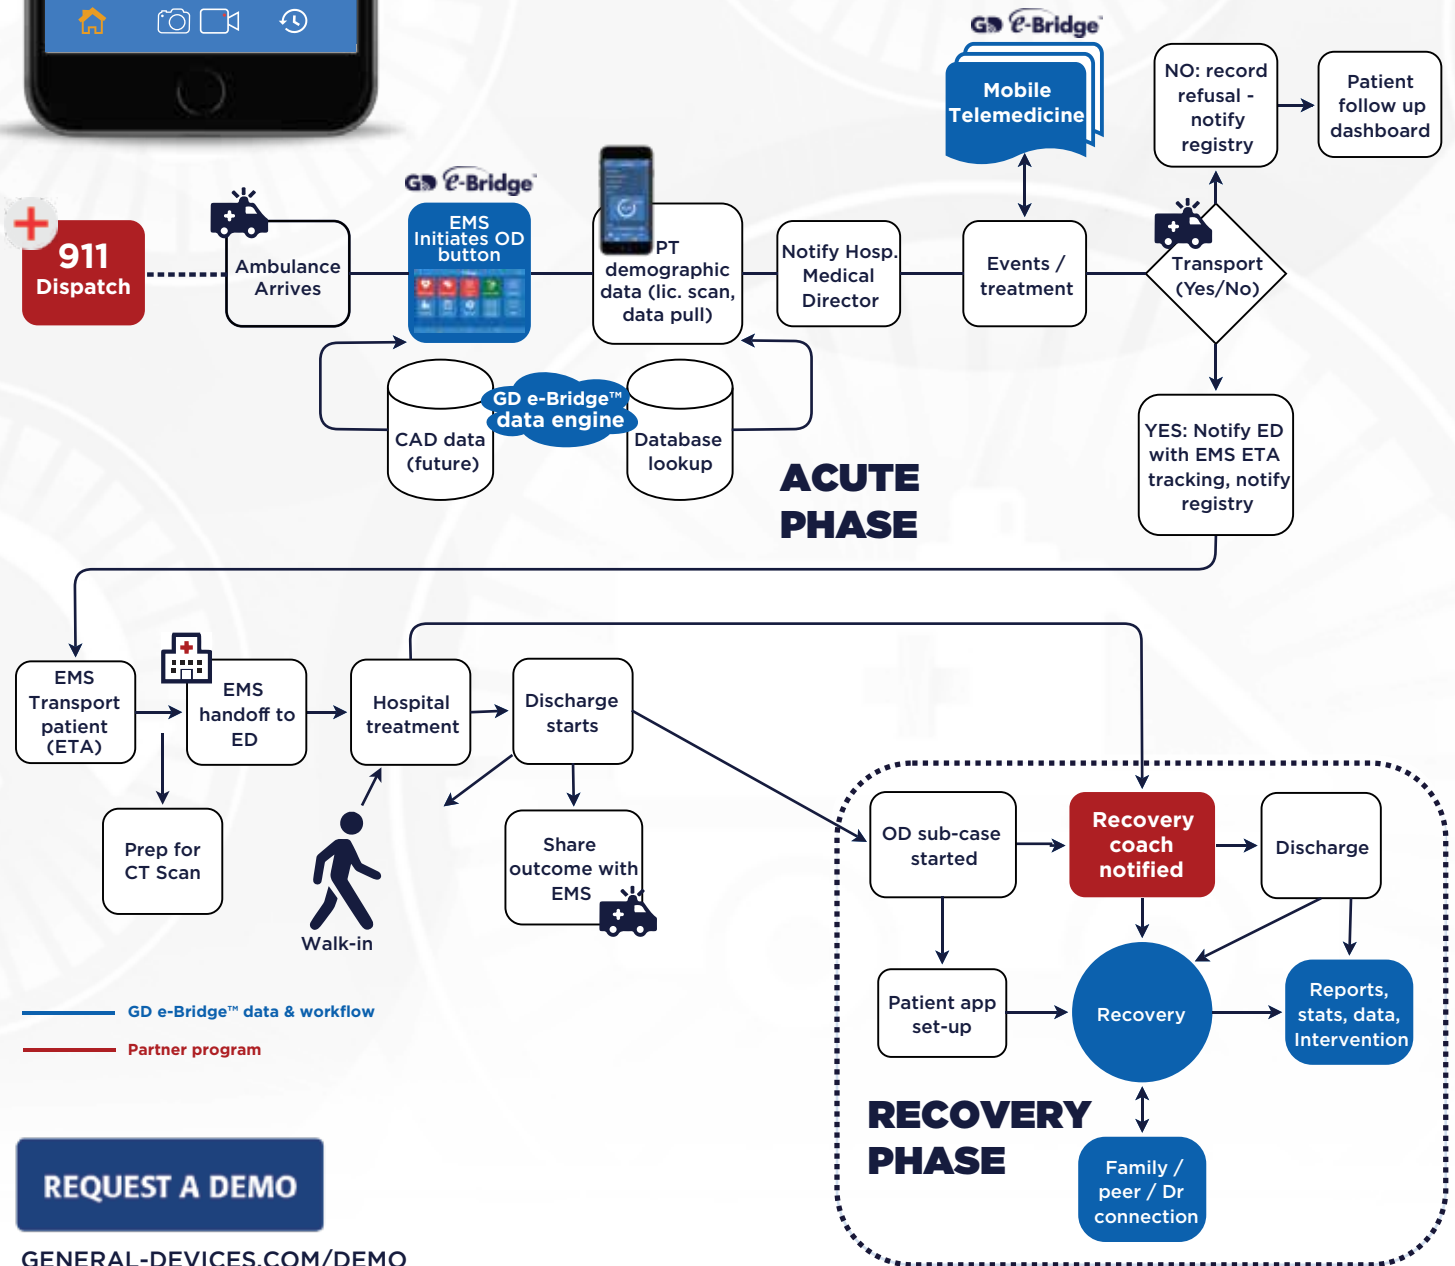 GD e-Bridge™
Mobile
Telemedicine
NO: record
refusal -
notify
registry
Patient
follow up
dashboard
911
Dispatch
Ambulance
Arrives
GD e-Bridge™
EMS
Initiates OD
button
PT
demographic
data (lic. scan,
data pull)
Notify Hosp.
Medical
Director
Events /
treatment
Transport
(Yes/No)
CAD data
(future)
GD e-Bridge™
data engine
Database
lookup
ACUTE
PHASE
YES: Notify ED
with EMS ETA
tracking, notify
registry
EMS
Transport
patient
(ETA)
EMS
handoff to
ED
Hospital
treatment
Discharge
starts
Prep for
CT Scan
Walk-in
Share
outcome with
EMS
OD sub-case
started
Recovery
coach
notified
Discharge
Patient app
set-up
Recovery
Reports,
stats, data,
Intervention
RECOVERY
PHASE
Family /
peer / Dr
connection
GD e-Bridge™ data & workflow
Partner program
REQUEST A DEMO
GENERAL-DEVICES.COM/DEMO